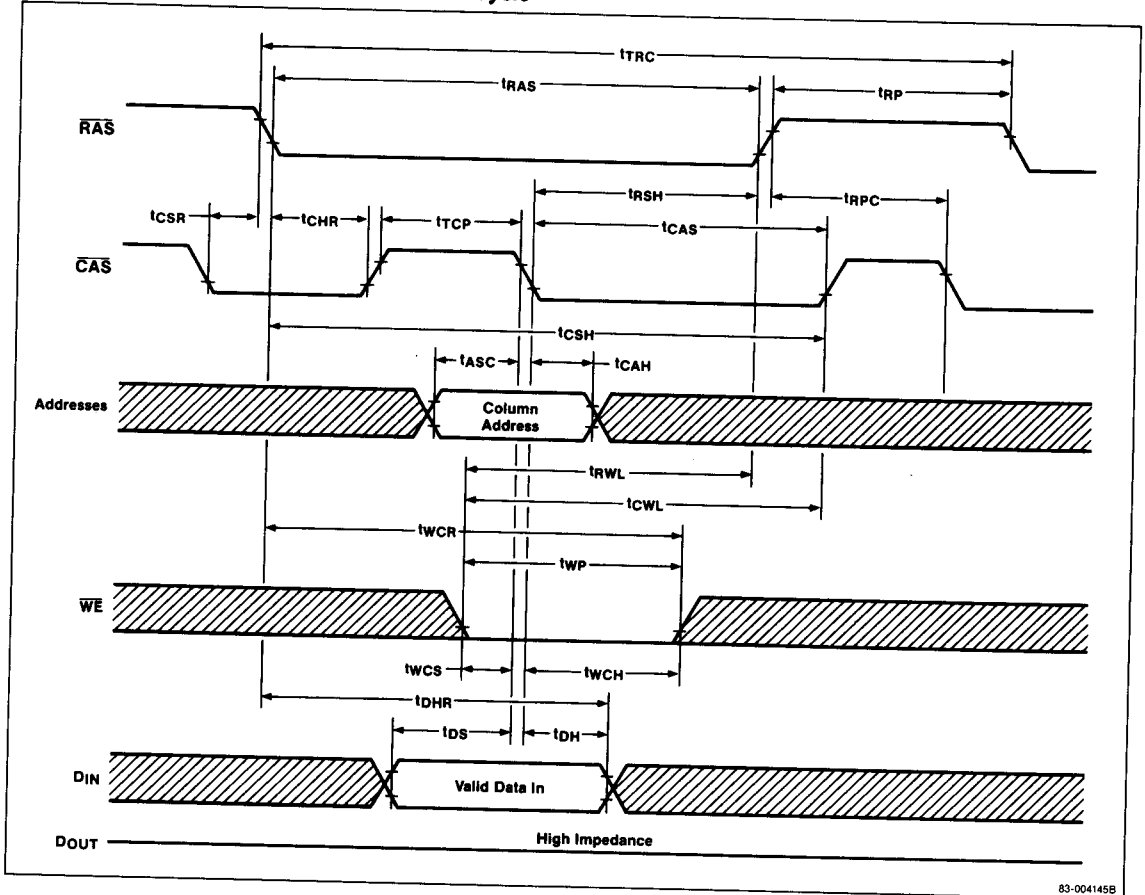 tTRC
tRAS
tRP
RAS
tRSH
tRPC
tCSR
tCHR
tTCP
tCAS
CAS
tCSH
tASC
tCAH
Addresses
Column
Address
tRWL
tCWL
tWCR
tWP
WE
tWCS
tWCH
tDHR
tDS
tDH
DIN
Valid Data In
DOUT
High Impedance
83-004145B